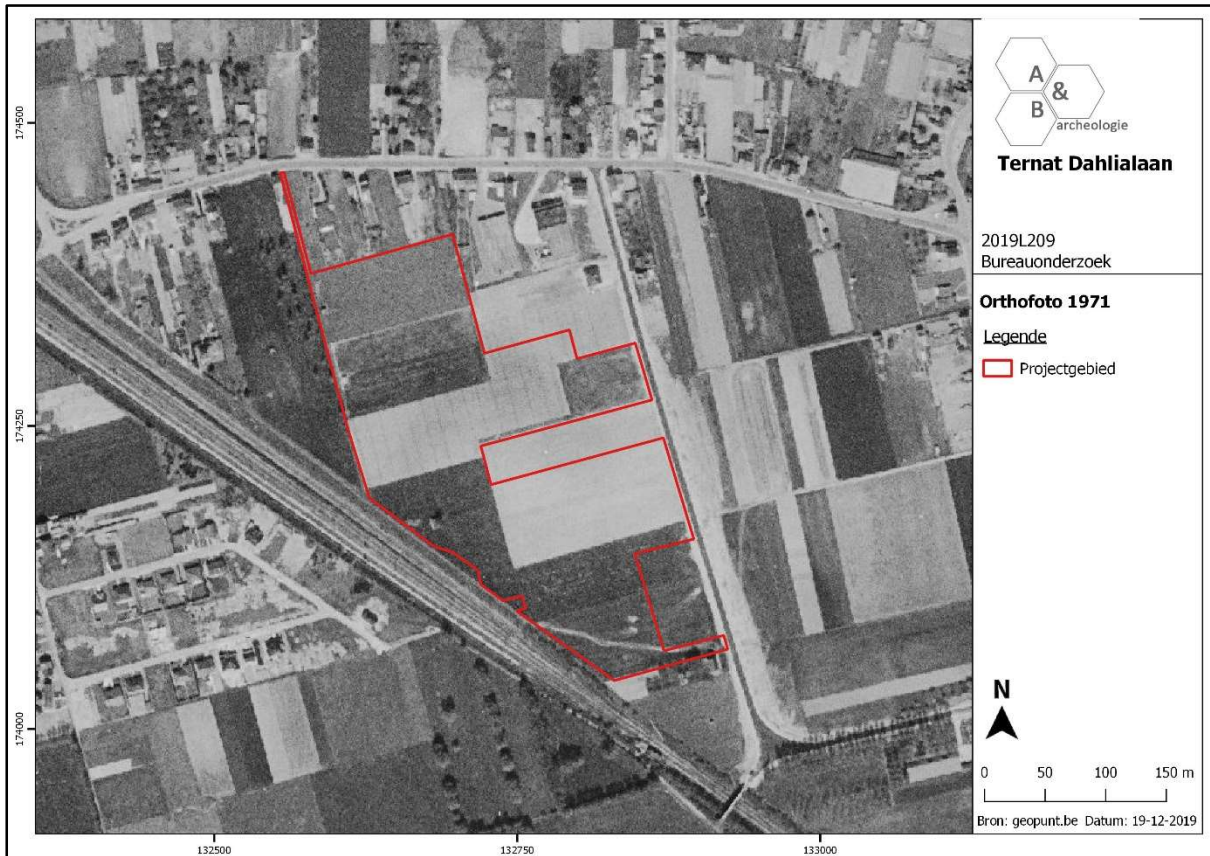 A
&
B
archeologie
Ternat Dahlialaan
2019L209
Bureauonderzoek
Orthofoto 1971
Legende
Projectgebied
N
0 50 100 150 m
Bron: geopunt.be Datum: 19-12-2019
174500
174250
174000
132500 132750 133000